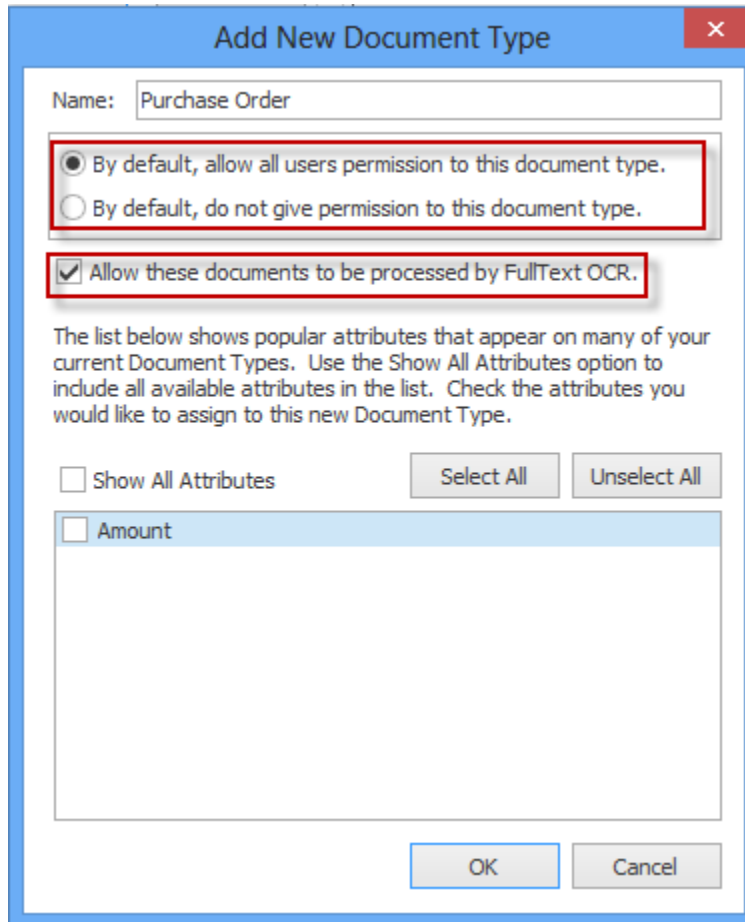 Add New Document Type
Name: Purchase Order
By default, allow all users permission to this document type.
By default, do not give permission to this document type.
Allow these documents to be processed by FullText OCR.
The list below shows popular attributes that appear on many of your
current Document Types.  Use the Show All Attributes option to
include all available attributes in the list.  Check the attributes you
would like to assign to this new Document Type.
Show All Attributes Select All Unselect All
Amount
OK Cancel